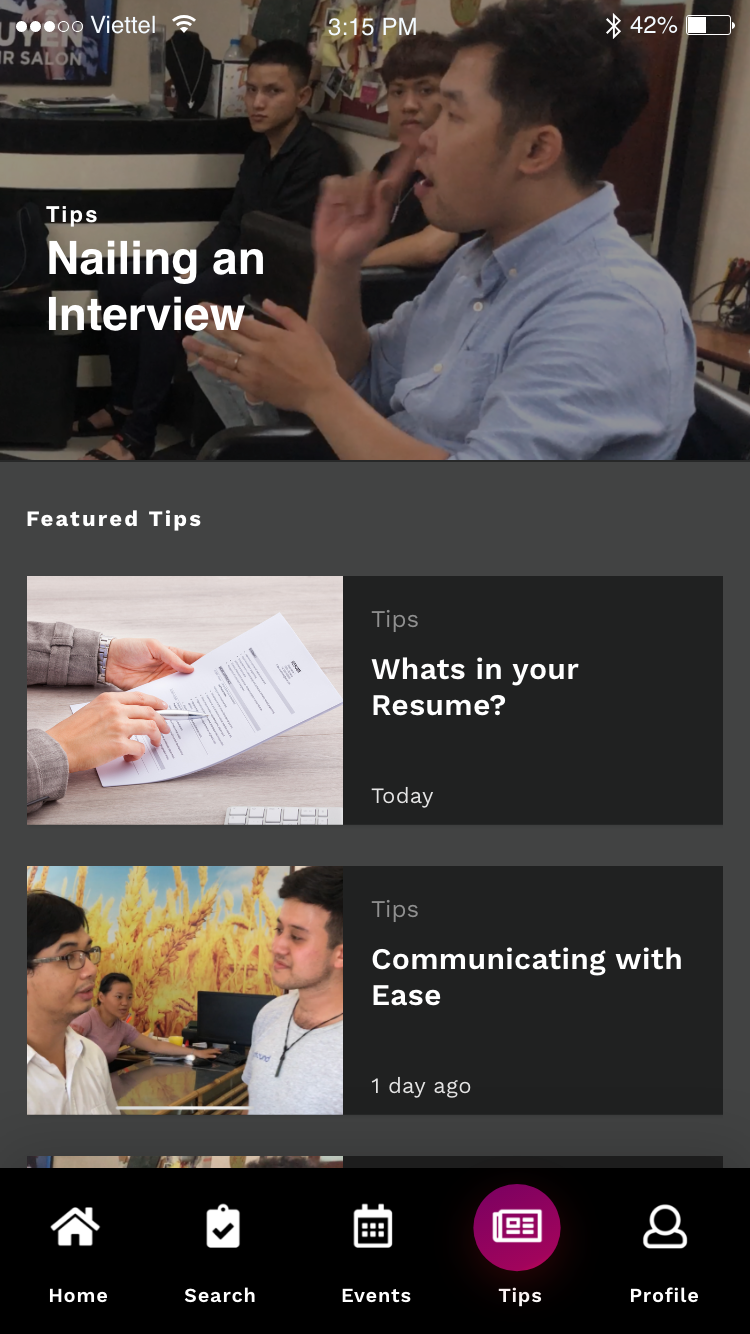 Viettel 3:15 PM 42%
IR SALON
Tips
Nailing an
Interview
Featured Tips
Tips
Whats in your
Resume?
Today
Tips
Communicating with
Ease
1 day ago
Home Search Events Tips Profile